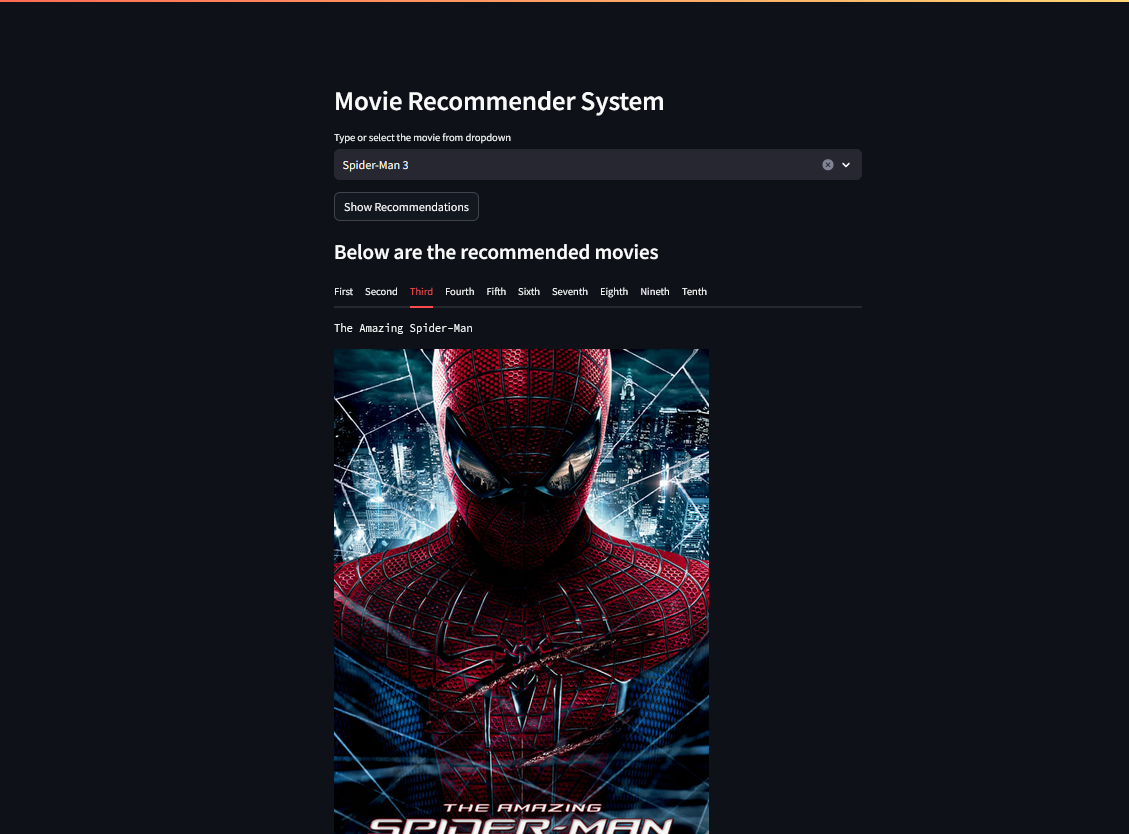 Movie Recommender System
Type or select the movie from dropdown
Spider-Man 3
Show Recommendations
Below are the recommended movies
First Second Third Fourth Fifth Sixth Seventh Eighth Nineth Tenth
The Amazing Spider-Man
THE AMAZING
SPIDER-MAN